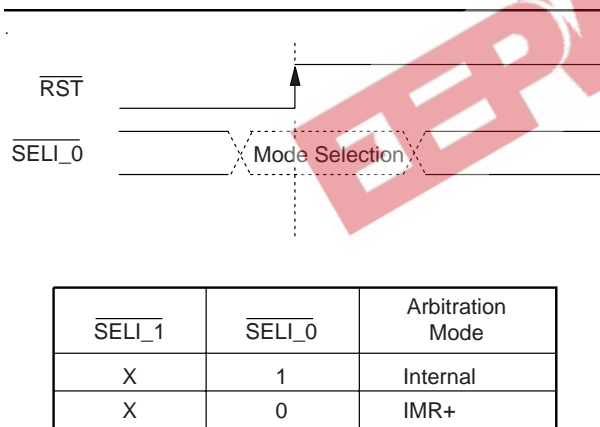 RST
SELI_0
Mode Selection
SELI_1 SELI_0 Arbitration Mode
X 1 Internal
X 0 IMR+